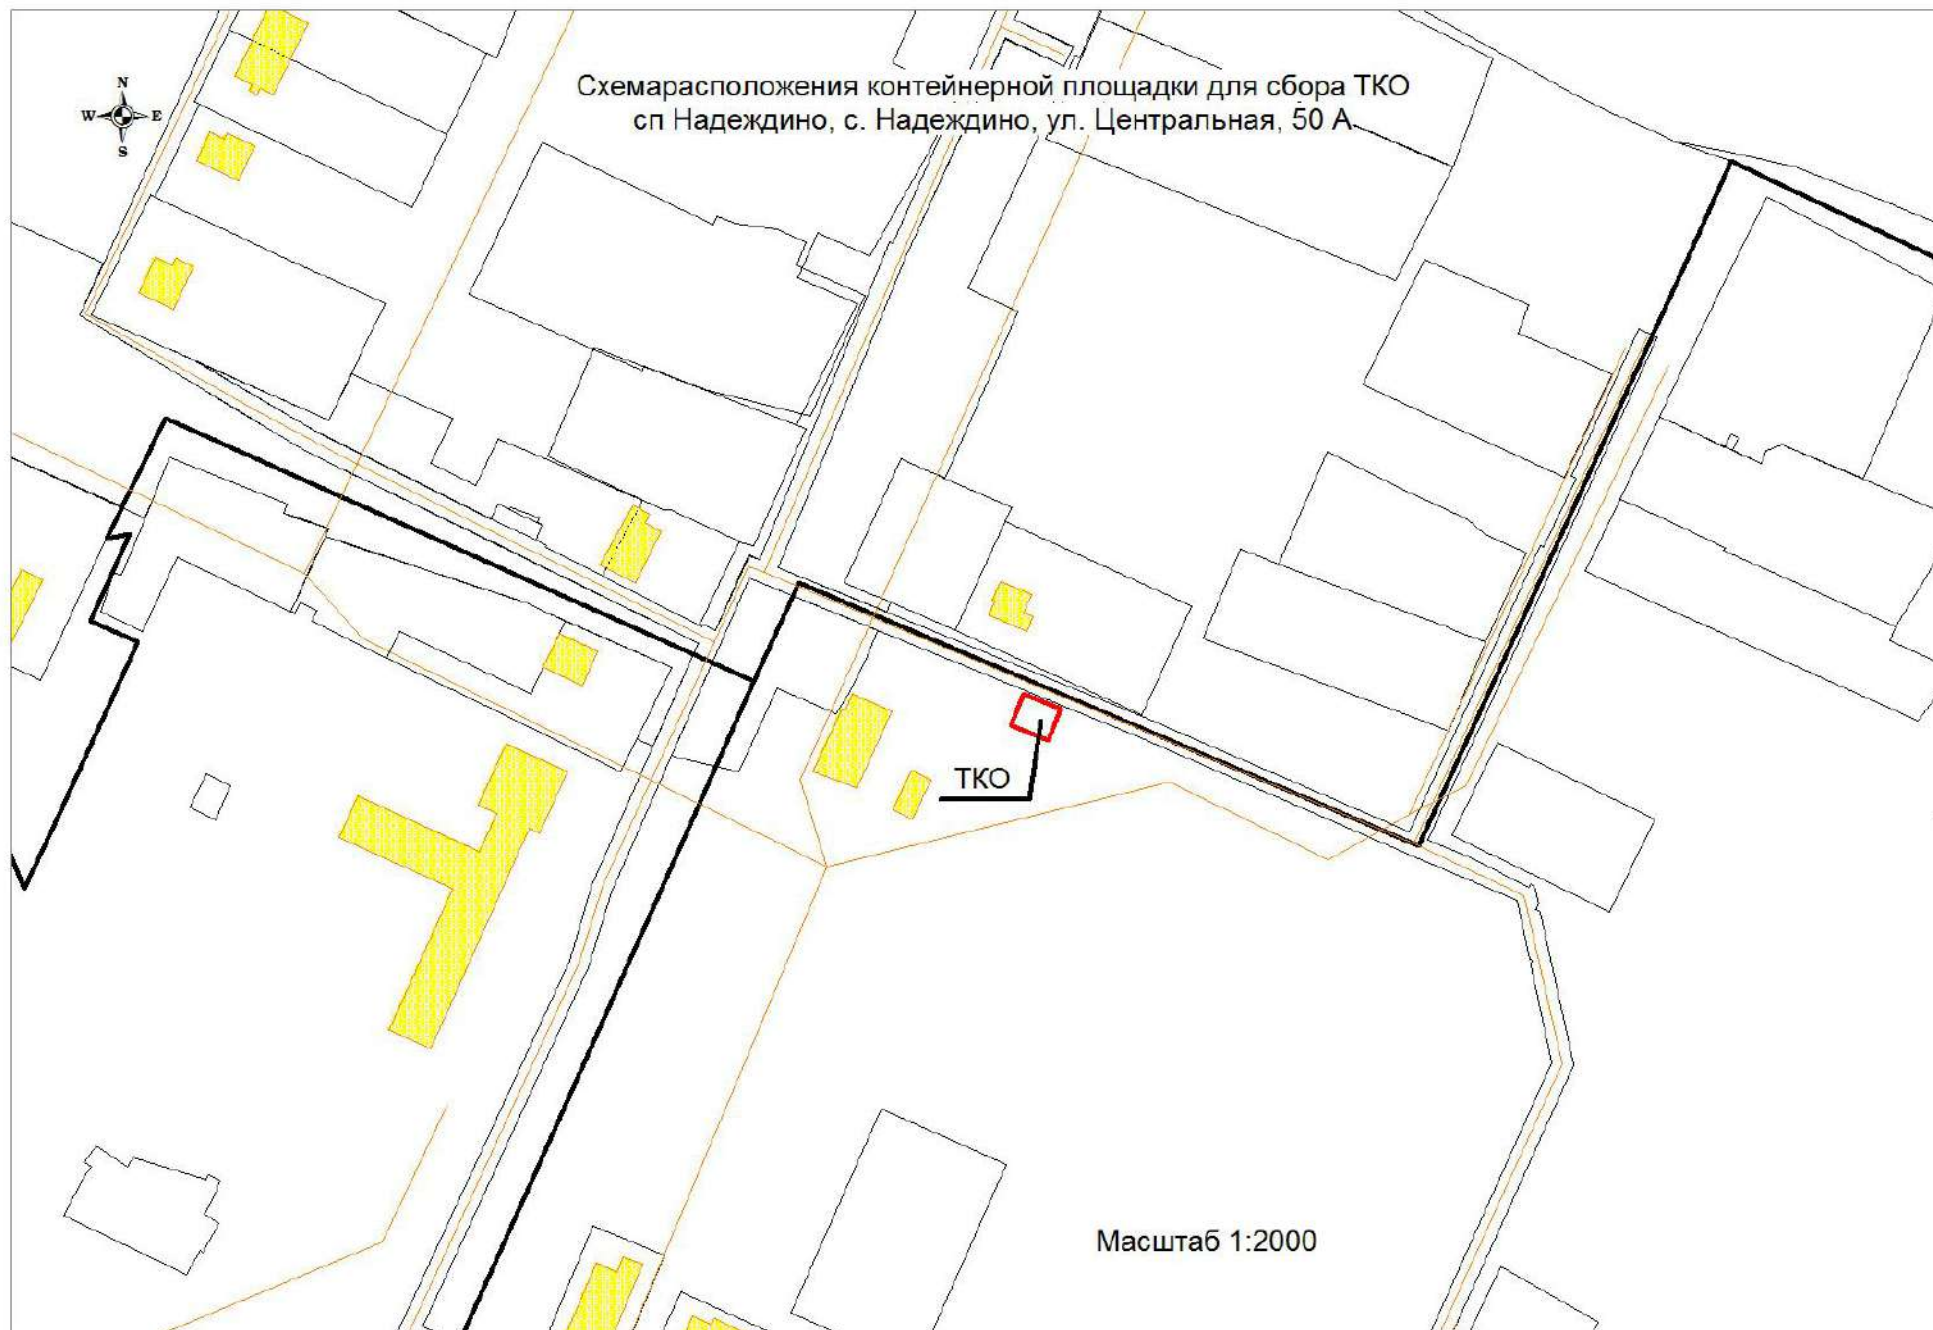 Схемарасположения контейнерной площадки для сбора ТКО
сп Надеждино, с. Надеждино, ул. Центральная, 50 А
N
W E
S
ТКО
Масштаб 1:2000